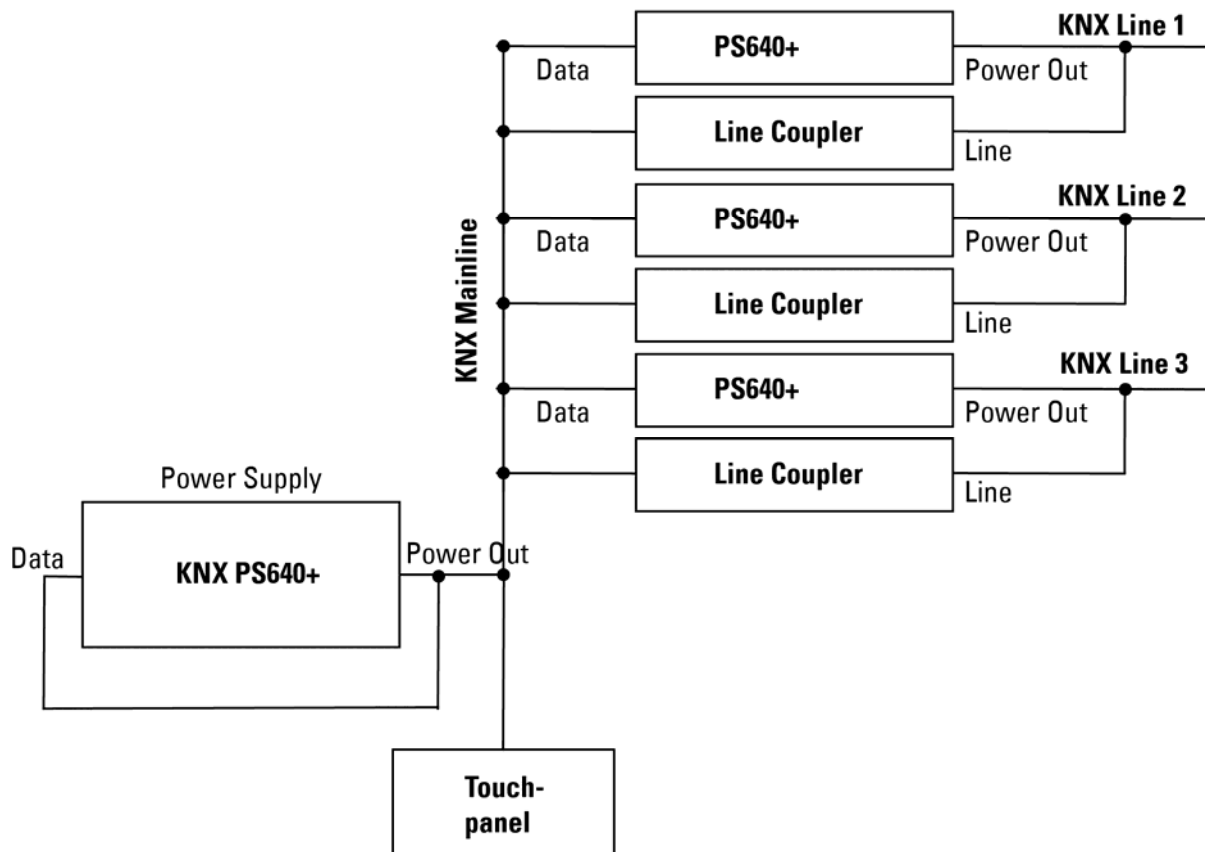 KNX Line 1
PS640+
Data
Power Out
Line Coupler
Line
KNX Line 2
PS640+
Data
Power Out
Line Coupler
Line
KNX Line 3
PS640+
Data
Power Out
Line Coupler
Line
KNX Mainline
Power Supply
Data
KNX PS640+
Power Out
Touch-
panel